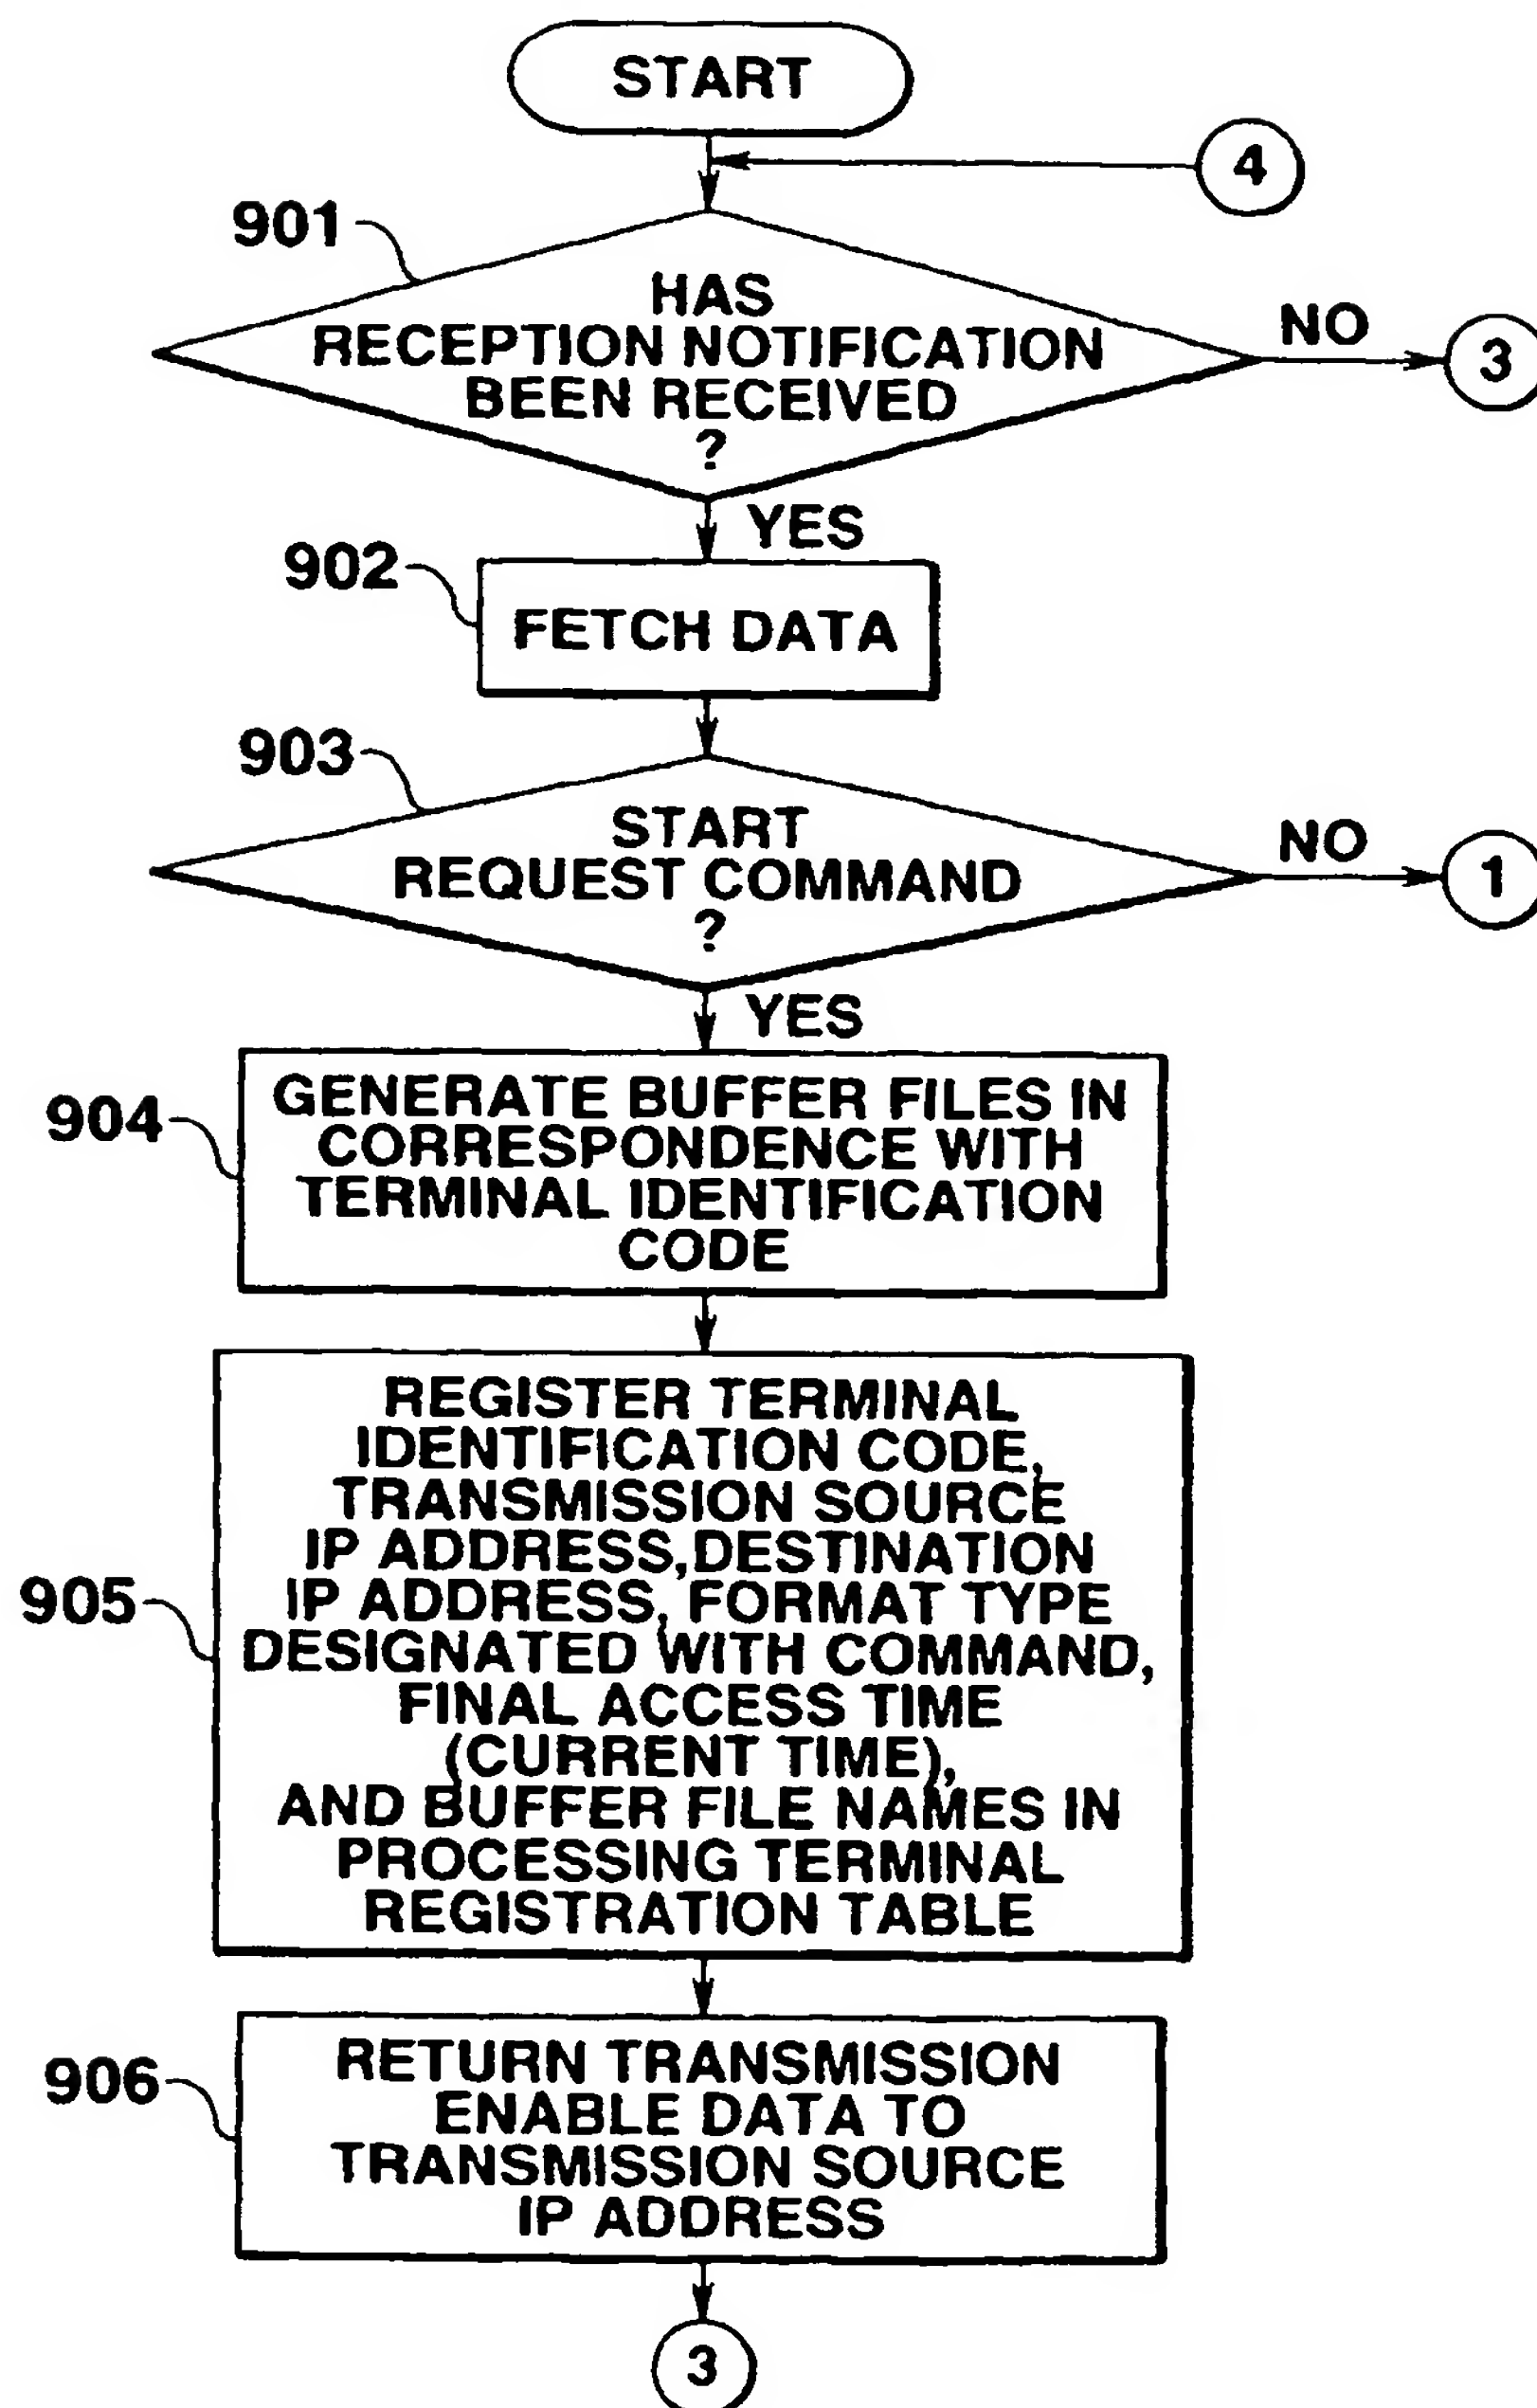 START
4
901
HAS
RECEPTION NOTIFICATION
BEEN RECEIVED
?
NO
3
YES
902
FETCH DATA
903
START
REQUEST COMMAND
?
NO
1
YES
904
GENERATE BUFFER FILES IN
CORRESPONDENCE WITH
TERMINAL IDENTIFICATION
CODE
905
REGISTER TERMINAL
IDENTIFICATION CODE,
TRANSMISSION SOURCE
IP ADDRESS,DESTINATION
IP ADDRESS, FORMAT TYPE
DESIGNATED WITH COMMAND,
FINAL ACCESS TIME
(CURRENT TIME),
AND BUFFER FILE NAMES IN
PROCESSING TERMINAL
REGISTRATION TABLE
906
RETURN TRANSMISSION
ENABLE DATA TO
TRANSMISSION SOURCE
IP ADDRESS
3